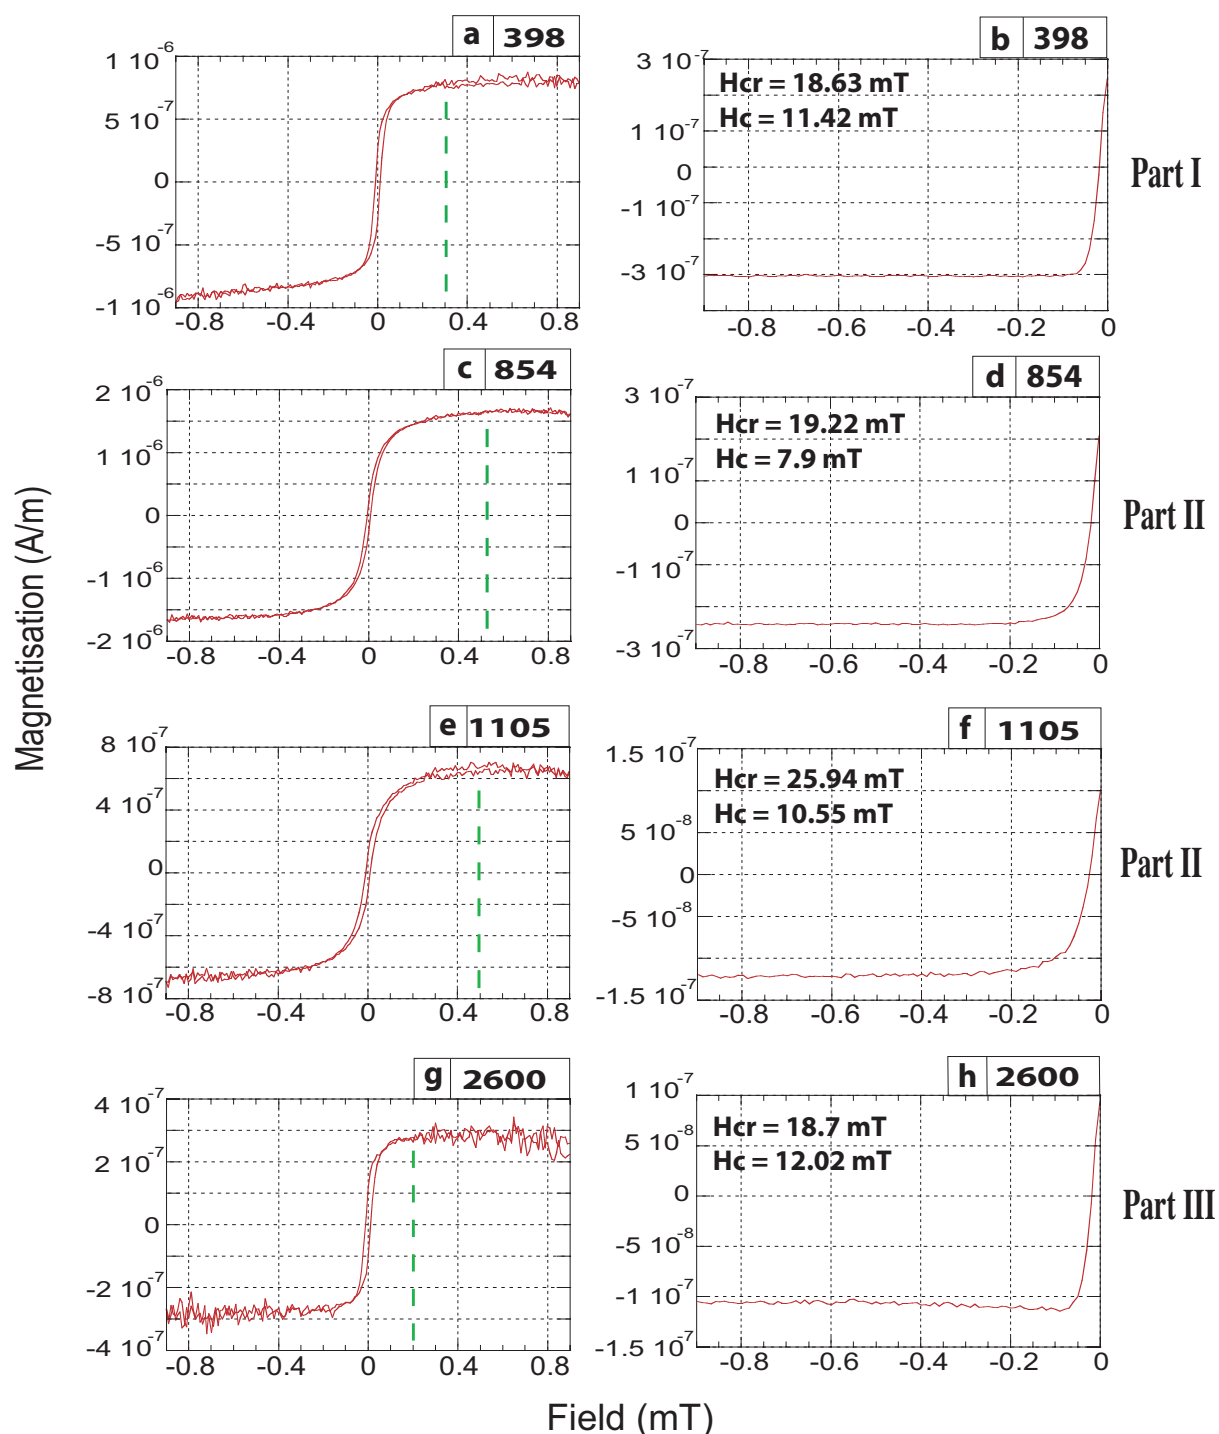 a 398
1 10-6
5 10-7
0
-5 10-7
-1 10-6
-0.8 -0.4 0 0.4 0.8
b 398
Hcr = 18.63 mT
Hc = 11.42 mT
3 10-7
1 10-7
0
-1 10-7
-3 10-7
-0.8 -0.6 -0.4 -0.2 0
Part I
c 854
2 10-6
1 10-6
0
-1 10-6
-2 10-6
-0.8 -0.4 0 0.4 0.8
d 854
Hcr = 19.22 mT
Hc = 7.9 mT
3 10-7
1 10-7
0
-1 10-7
-3 10-7
-0.8 -0.6 -0.4 -0.2 0
Part II
Magnetisation (A/m)
e 1105
8 10-7
4 10-7
0
-4 10-7
-8 10-7
-0.8 -0.4 0 0.4 0.8
f 1105
Hcr = 25.94 mT
Hc = 10.55 mT
1.5 10-7
5 10-8
0
-5 10-8
-1.5 10-7
-0.8 -0.6 -0.4 -0.2 0
Part II
g 2600
4 10-7
2 10-7
0
-2 10-7
-4 10-7
-0.8 -0.4 0 0.4 0.8
h 2600
Hcr = 18.7 mT
Hc = 12.02 mT
1 10-7
5 10-8
0
-5 10-8
-1 10-7
-1.5 10-7
-0.8 -0.6 -0.4 -0.2 0
Part III
Field (mT)